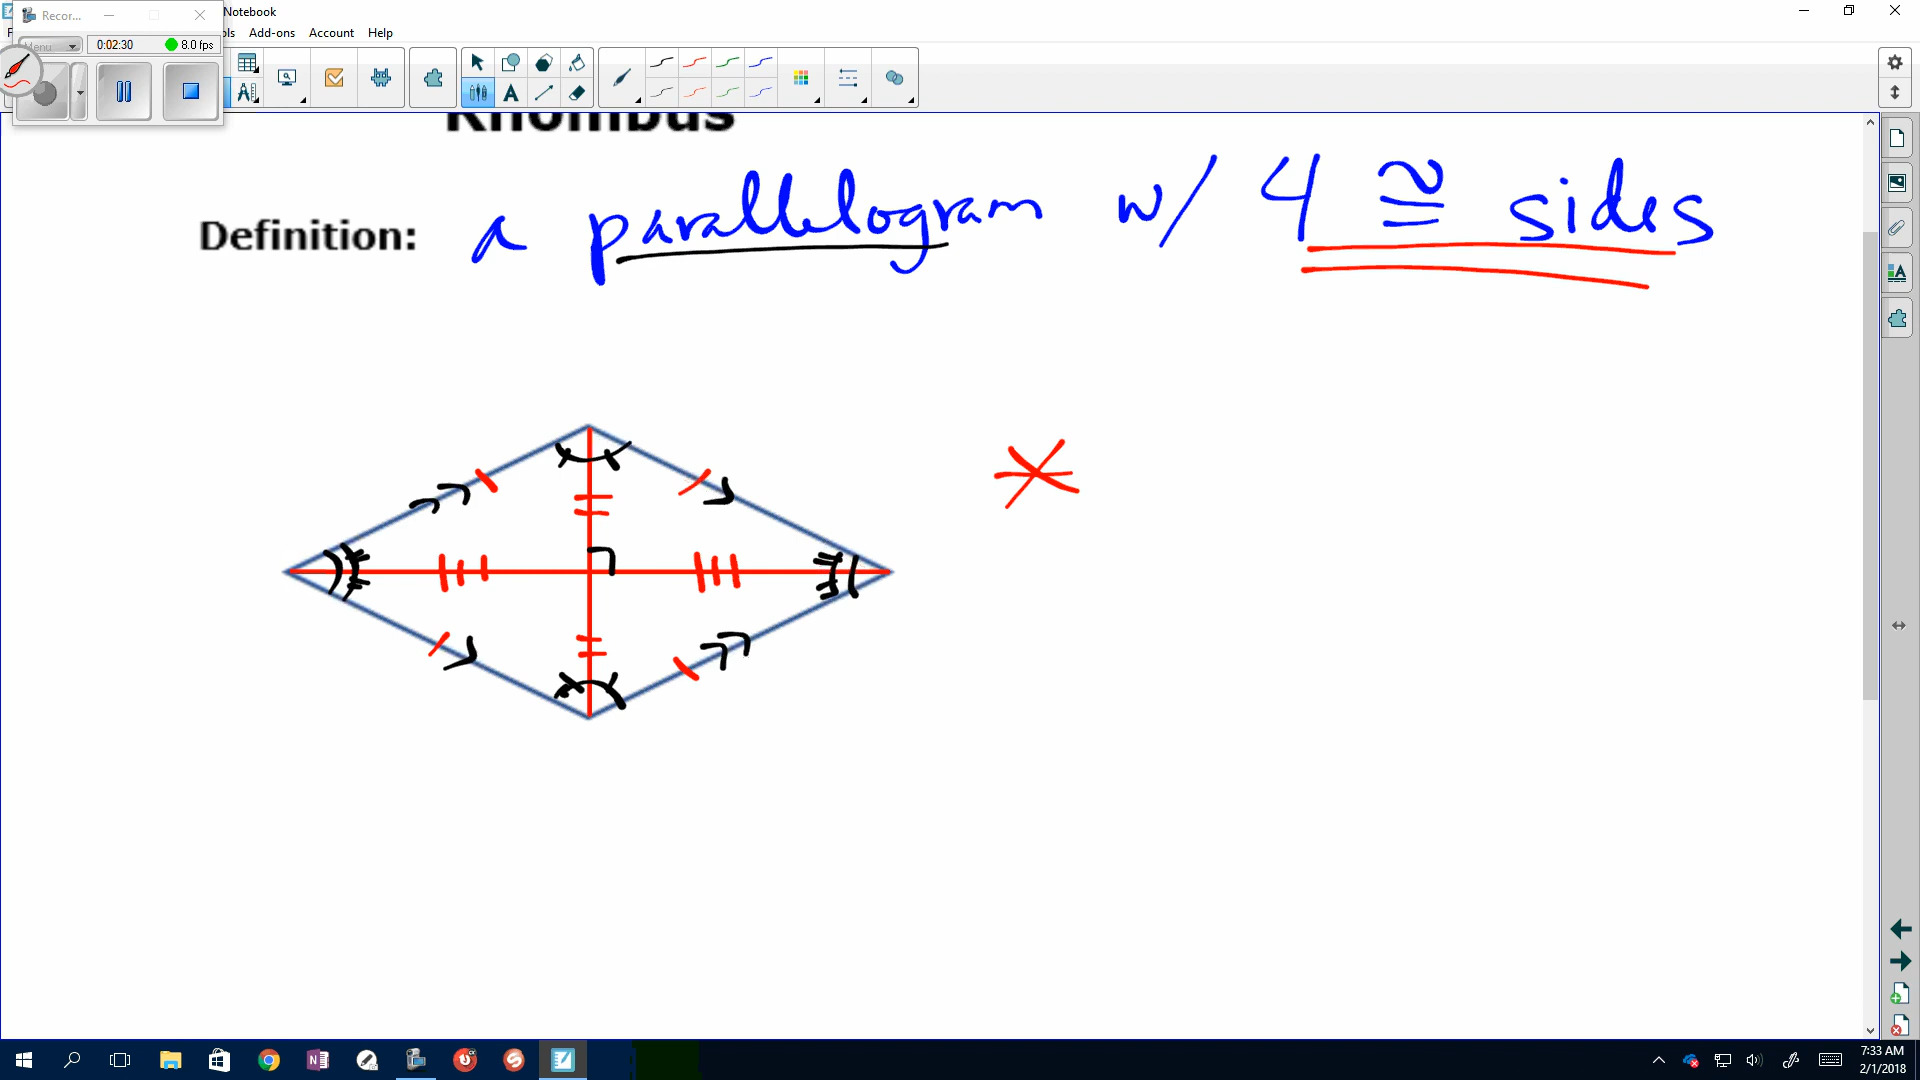 Recor...
Notebook
Menu
0:02:30
8.0 fps
ols Add-ons Account Help
Rhombus
Definition: a parallelogram w/ 4 ≅ sides
7:33 AM
2/1/2018